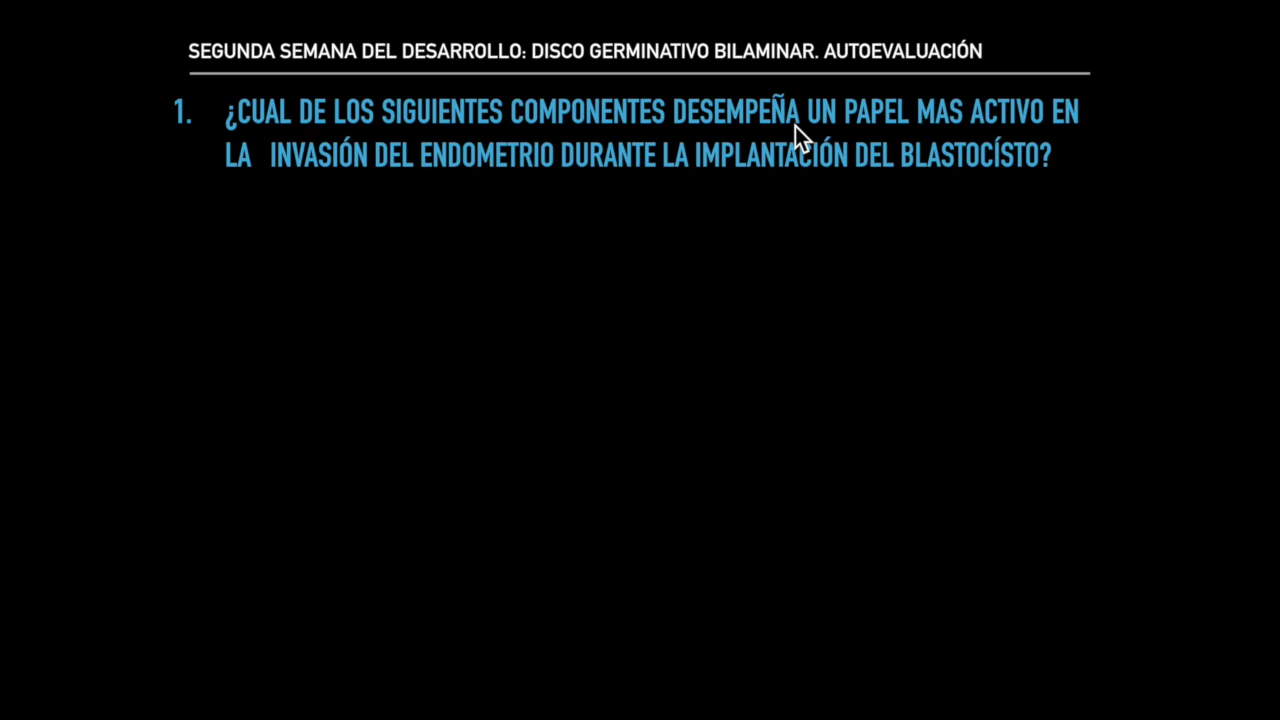 SEGUNDA SEMANA DEL DESARROLLO: DISCO GERMINATIVO BILAMINAR. AUTOEVALUACIÓN
1. ¿CUAL DE LOS SIGUIENTES COMPONENTES DESEMPEÑA UN PAPEL MAS ACTIVO EN
LA INVASIÓN DEL ENDOMETRIO DURANTE LA IMPLANTACIÓN DEL BLASTOCÍSTO?